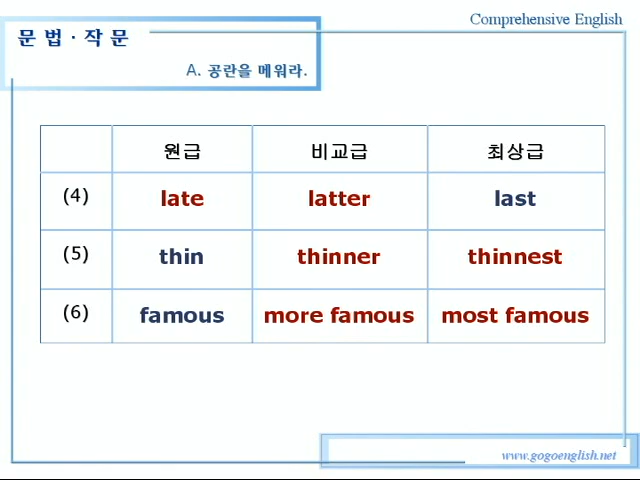 Comprehensive English
문 법 · 작 문
A. 공란을 메워라.
원급 비교급 최상급
(4) late latter last
(5) thin thinner thinnest
(6) famous more famous most famous
www.gogoenglish.net